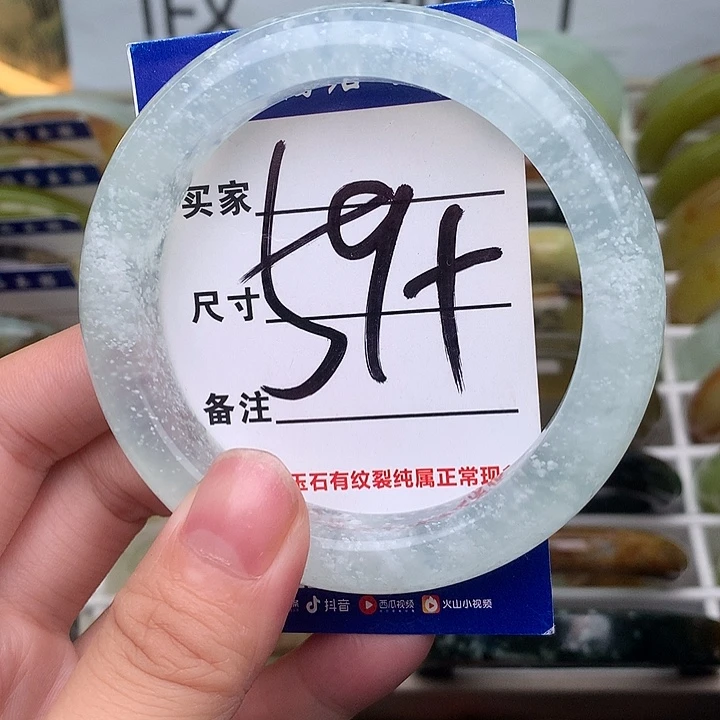 买家
59+
尺寸
备注
玉石有纹裂纯属正常现
抖音 西瓜视频 火山小视频